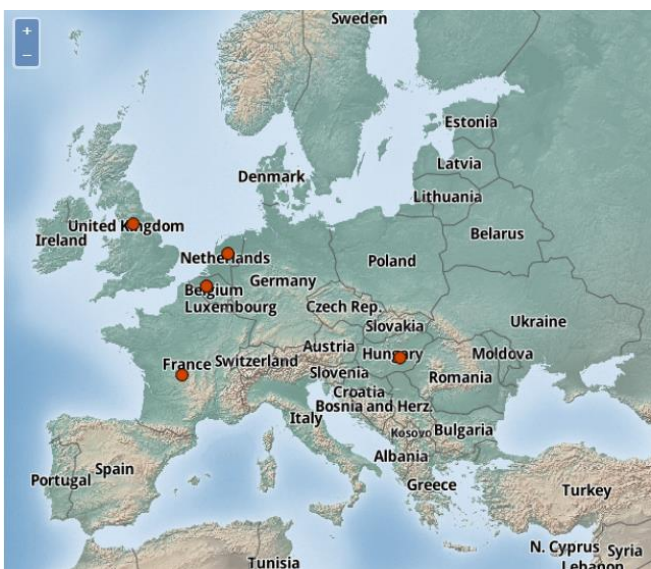 +
Sweden
−
Estonia
Latvia
Denmark
Lithuania
United Kingdom
Ireland
Belarus
Netherlands
Poland
Germany
Belgium
Luxembourg
Czech Rep.
Ukraine
Slovakia
Austria
Hungary
Moldova
France
Switzerland
Slovenia
Romania
Croatia
Bosnia and Herz.
Italy
Kosovo
Bulgaria
Albania
Spain
Portugal
Greece
Turkey
N. Cyprus
Syria
Tunisia
Lebanon